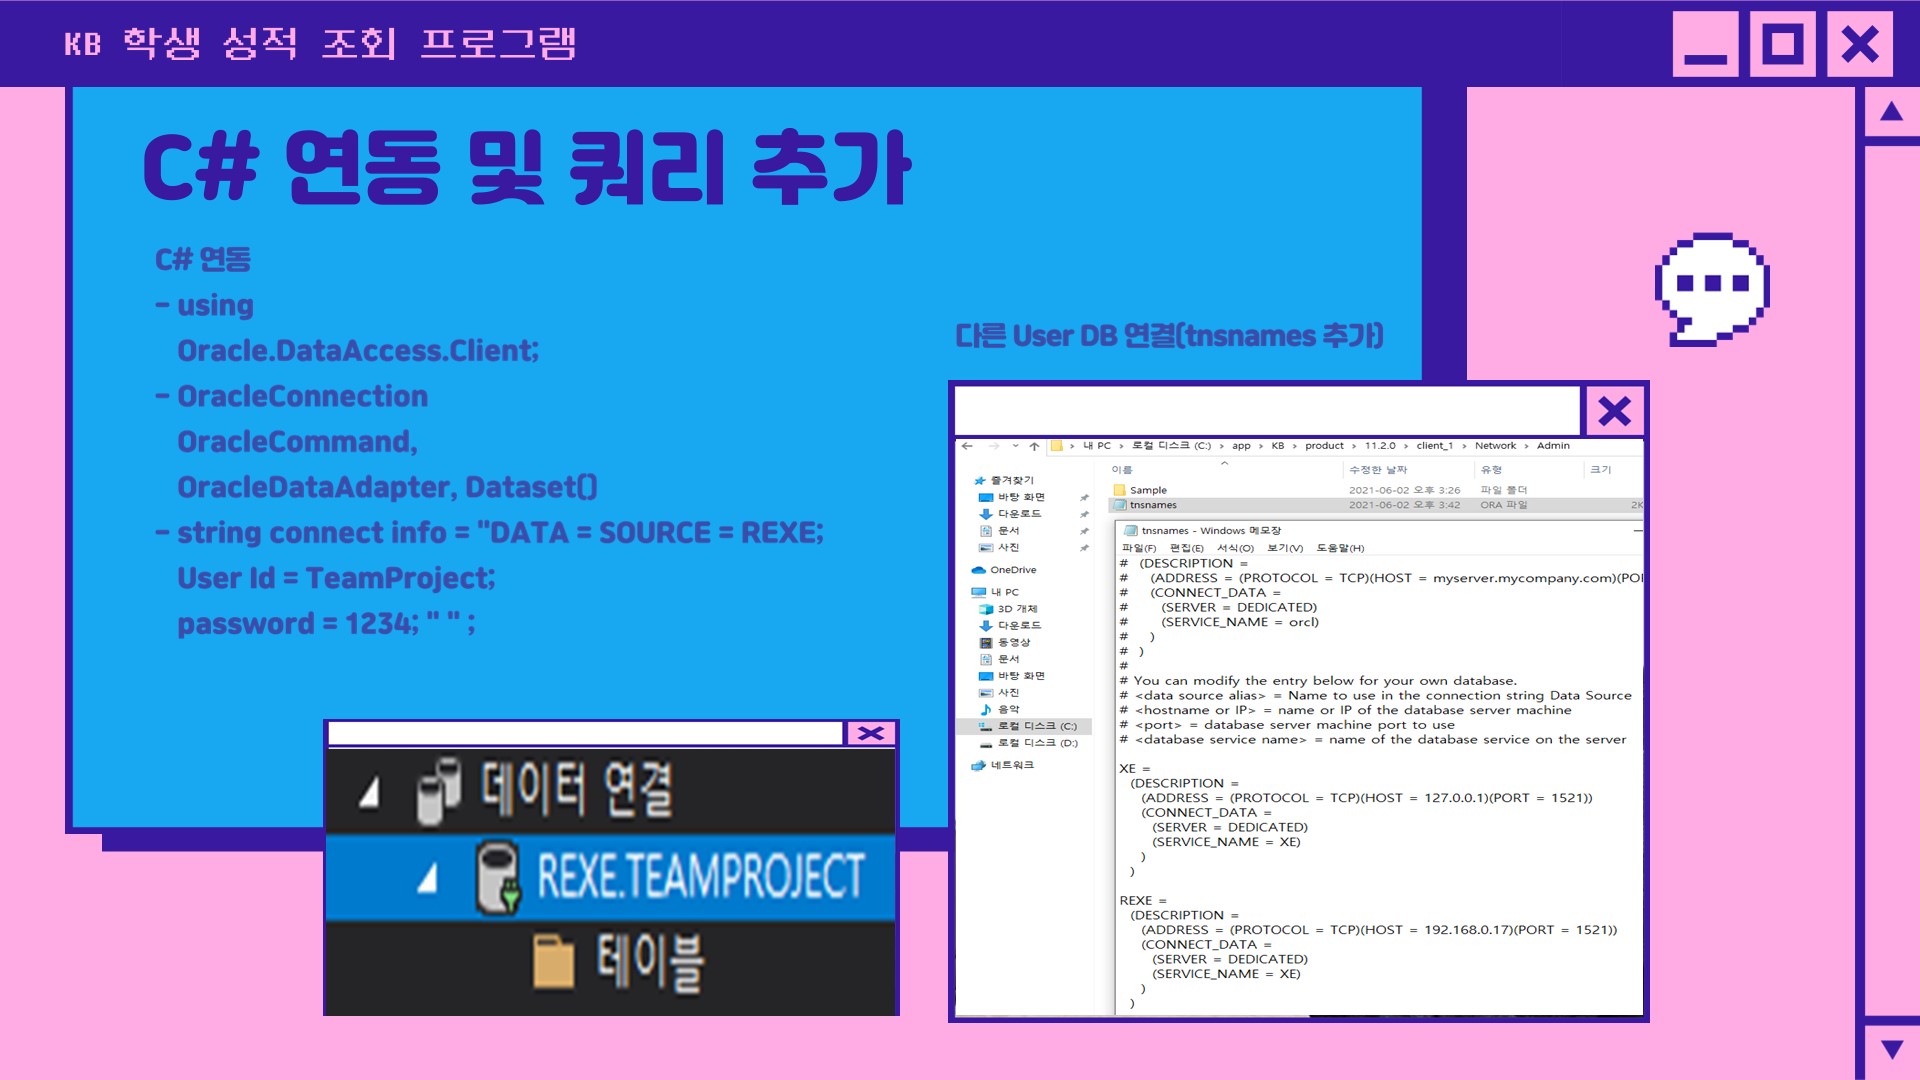 KB 학생 성적 조회 프로그램
C# 연동 및 쿼리 추가
C# 연동
- using
Oracle.DataAccess.Client;
- OracleConnection
OracleCommand,
OracleDataAdapter, Dataset()
- string connect info = "DATA = SOURCE = REXE;
User Id = TeamProject;
password = 1234; " " ;
데이터 연결
REXE.TEAMPROJECT
테이블
다른 User DB 연결(tnsnames 추가)
내 PC > 로컬 디스크 (C:) > app > KB > product > 11.2.0 > client_1 > Network > Admin
이름 수정한 날짜 유형 크기
Sample 2021-06-02 오후 3:26 파일 폴더
tnsnames 2021-06-02 오후 3:42 ORA 파일 2K
즐겨찾기
바탕 화면
다운로드
문서
사진
OneDrive
내 PC
3D 개체
다운로드
동영상
문서
바탕 화면
사진
음악
로컬 디스크 (C:)
로컬 디스크 (D:)
네트워크
tnsnames - Windows 메모장
파일(F) 편집(E) 서식(O) 보기(V) 도움말(H)
# (DESCRIPTION =
# (ADDRESS = (PROTOCOL = TCP)(HOST = myserver.mycompany.com)(POI
# (CONNECT_DATA =
# (SERVER = DEDICATED)
# (SERVICE_NAME = orcl)
# )
# )
#
# You can modify the entry below for your own database.
# <data source alias> = Name to use in the connection string Data Source
# <hostname or IP> = name or IP of the database server machine
# <port> = database server machine port to use
# <database service name> = name of the database service on the server
XE =
(DESCRIPTION =
(ADDRESS = (PROTOCOL = TCP)(HOST = 127.0.0.1)(PORT = 1521))
(CONNECT_DATA =
(SERVER = DEDICATED)
(SERVICE_NAME = XE)
)
)
REXE =
(DESCRIPTION =
(ADDRESS = (PROTOCOL = TCP)(HOST = 192.168.0.17)(PORT = 1521))
(CONNECT_DATA =
(SERVER = DEDICATED)
(SERVICE_NAME = XE)
)
)